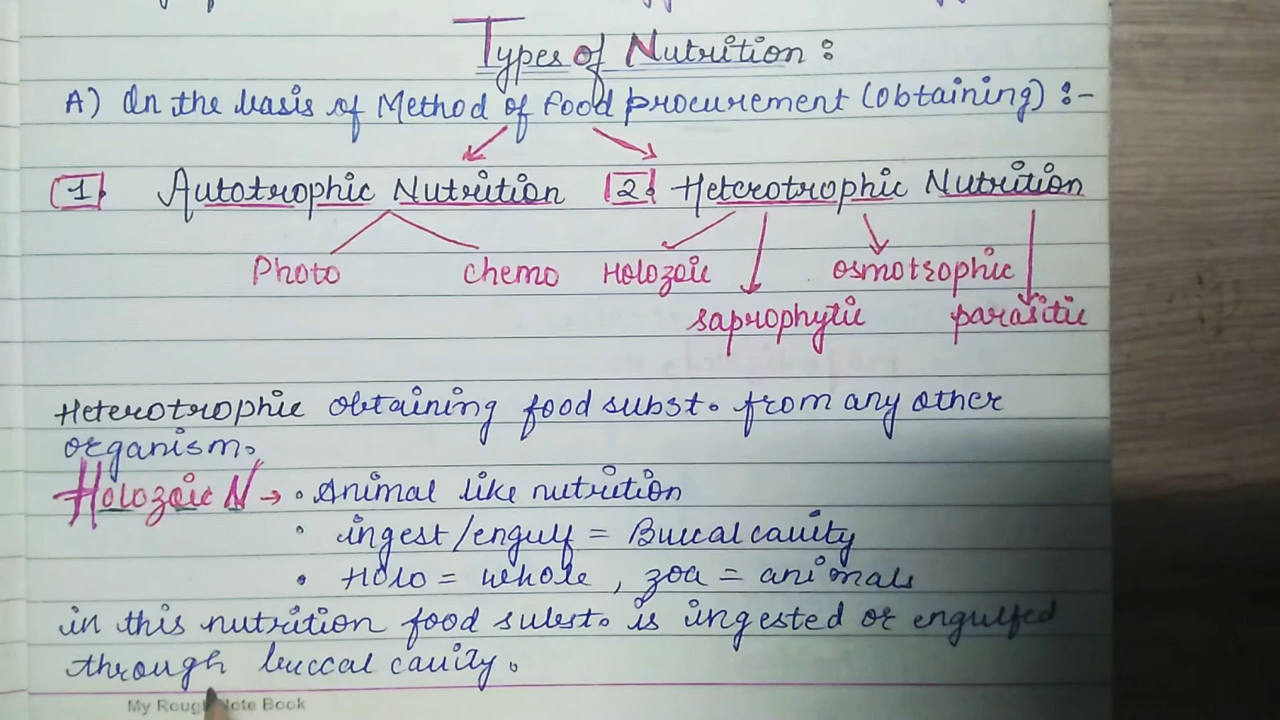 Types of Nutrition :
A) On the basis of Method of food procurement (obtaining) :-
1 Autotrophic Nutrition 2 Heterotrophic Nutrition
Photo chemo Holozoic osmotrophic
saprophytic parasitic
Heterotrophic obtaining food subst. from any other
organism.
Holozoic N → • Animal like nutrition
• ingest/engulf = Buccal cavity
• Holo = whole, zoa = animals
in this nutrition food subst. is ingested or engulfed
through buccal cavity.
My Rough Note Book